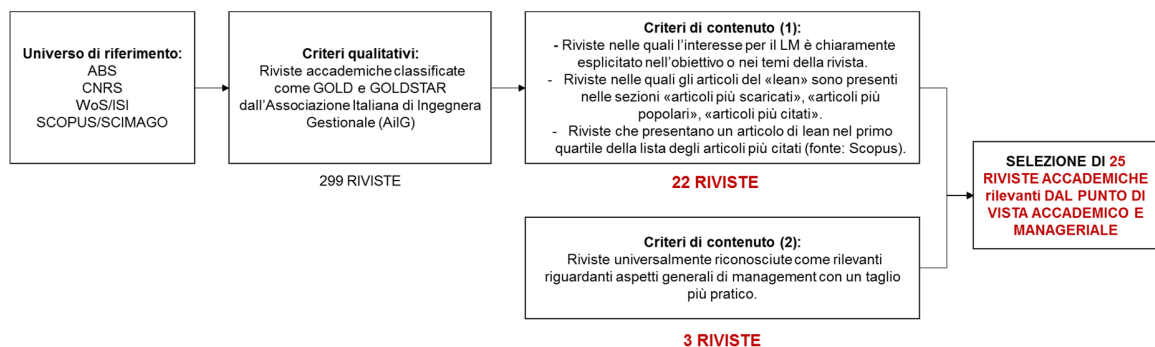 Universo di riferimento:
ABS
CNRS
WoS/ISI
SCOPUS/SCIMAGO
Criteri qualitativi:
Riviste accademiche classificate
come GOLD e GOLDSTAR
dall'Associazione Italiana di Ingegnera
Gestionale (AiIG)
299 RIVISTE
Criteri di contenuto (1):
- Riviste nelle quali l'interesse per il LM è chiaramente
esplicitato nell'obiettivo o nei temi della rivista.
- Riviste nelle quali gli articoli del «lean» sono presenti
nelle sezioni «articoli più scaricati», «articoli più
popolari», «articoli più citati».
- Riviste che presentano un articolo di lean nel primo
quartile della lista degli articoli più citati (fonte: Scopus).
22 RIVISTE
Criteri di contenuto (2):
Riviste universalmente riconosciute come rilevanti
riguardanti aspetti generali di management con un taglio
più pratico.
3 RIVISTE
SELEZIONE DI 25
RIVISTE ACCADEMICHE
rilevanti DAL PUNTO DI
VISTA ACCADEMICO E
MANAGERIALE